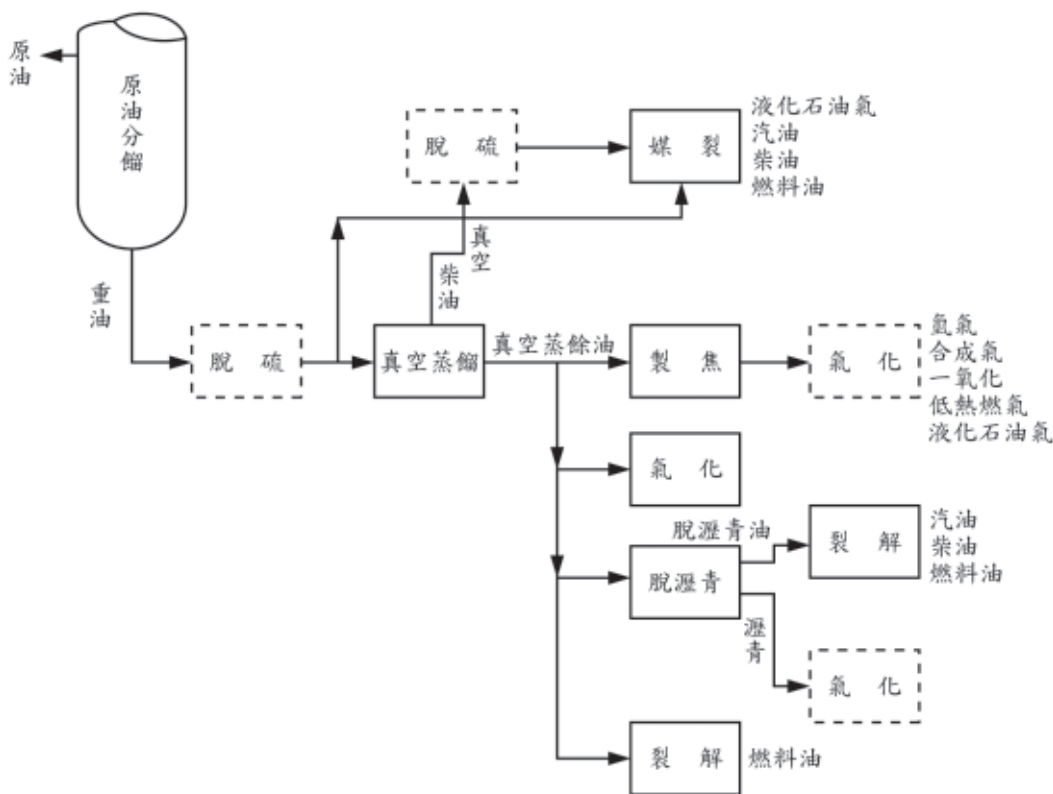 原油
原油分餾
重油
脫硫
脫硫
媒裂
液化石油氣
汽油
柴油
燃料油
真空
柴油
真空蒸餾
真空蒸餘油
製焦
氣化
氫氣
合成氣
一氧化
低熱燃氣
液化石油氣
氣化
脫瀝青油
脫瀝青
裂解
汽油
柴油
燃料油
瀝青
氣化
裂解
燃料油